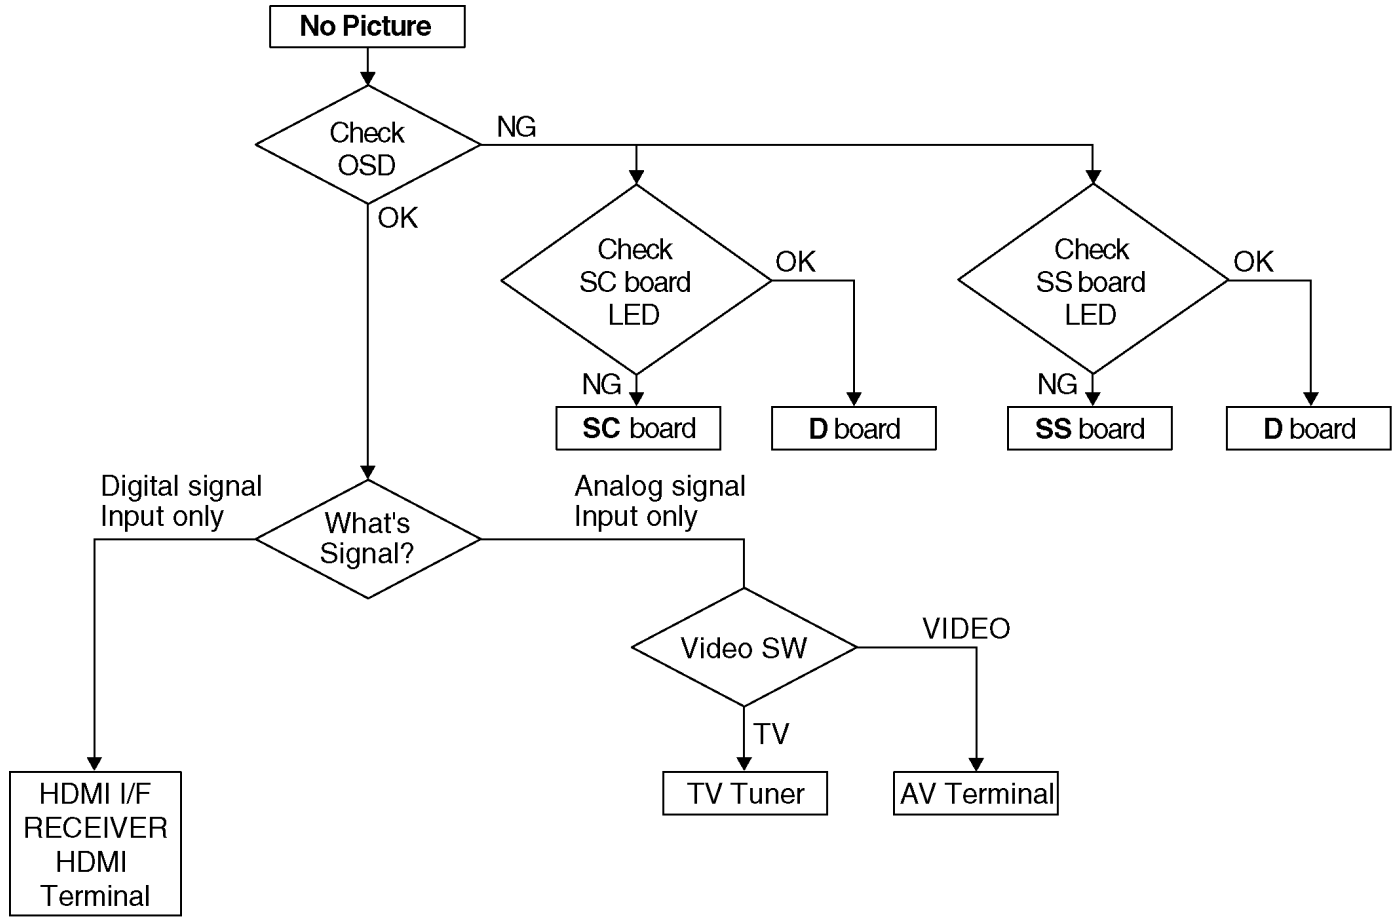 No Picture
Check
OSD
NG
OK
Check
SC board
LED
OK
NG
SC board
D board
Check
SS board
LED
OK
NG
SS board
D board
What's
Signal?
Digital signal
Input only
Analog signal
Input only
Video SW
VIDEO
TV
HDMI I/F
RECEIVER
HDMI
Terminal
TV Tuner
AV Terminal